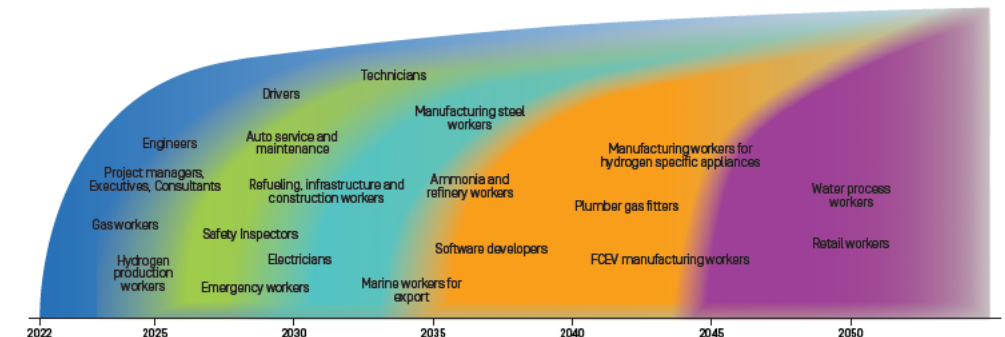 Technicians
Drivers
Manufacturing steel
workers
Engineers
Auto service and
maintenance
Manufacturing workers for
hydrogen specific appliances
Project managers,
Executives, Consultants
Refueling, infrastructure and
construction workers
Ammonia and
refinery workers
Water process
workers
Plumber gas fitters
Gas workers
Safety Inspectors
Software developers
Retail workers
Hydrogen
production
workers
Electricians
FCEV manufacturing workers
Emergency workers
Marine workers for
export
2022 2025 2030 2035 2040 2045 2050